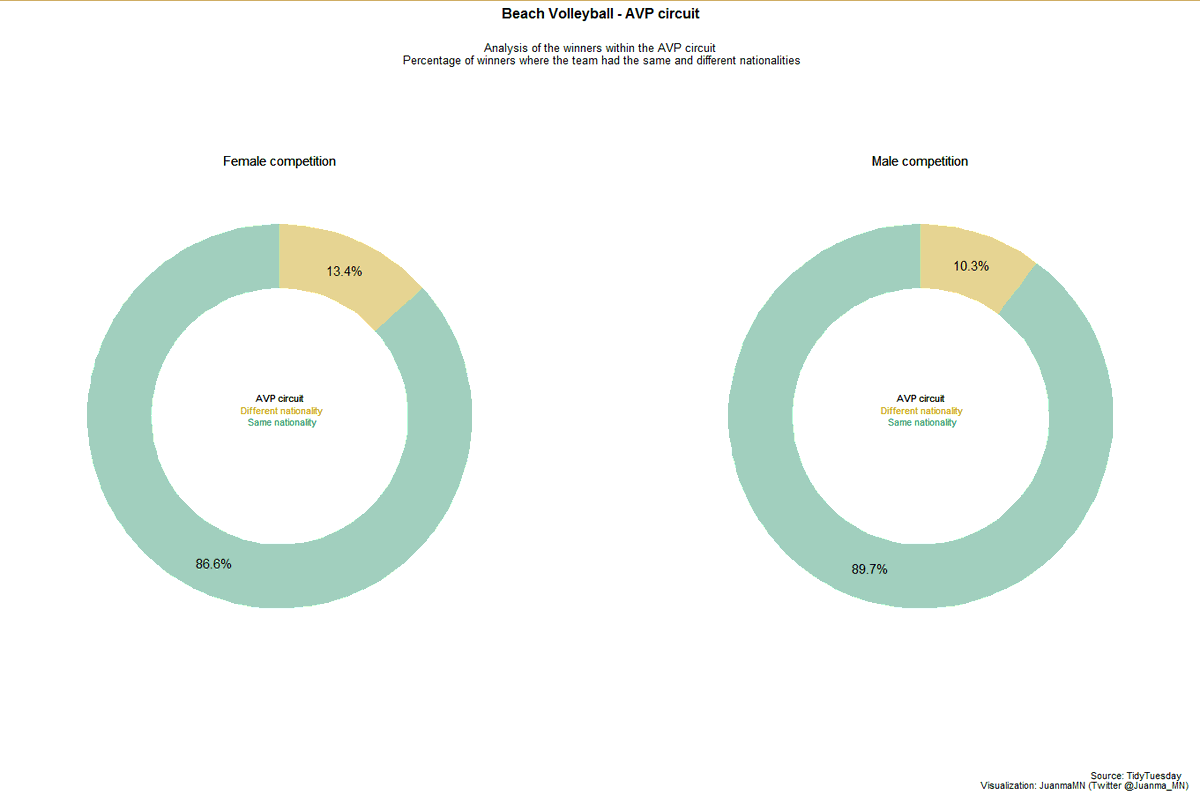 Beach Volleyball - AVP circuit
Analysis of the winners within the AVP circuit
Percentage of winners where the team had the same and different nationalities
Female competition
13.4%
AVP circuit
Different nationality
Same nationality
86.6%
Male competition
10.3%
AVP circuit
Different nationality
Same nationality
89.7%
Source: TidyTuesday
Visualization: JuanmaMN (Twitter @Juanma_MN)